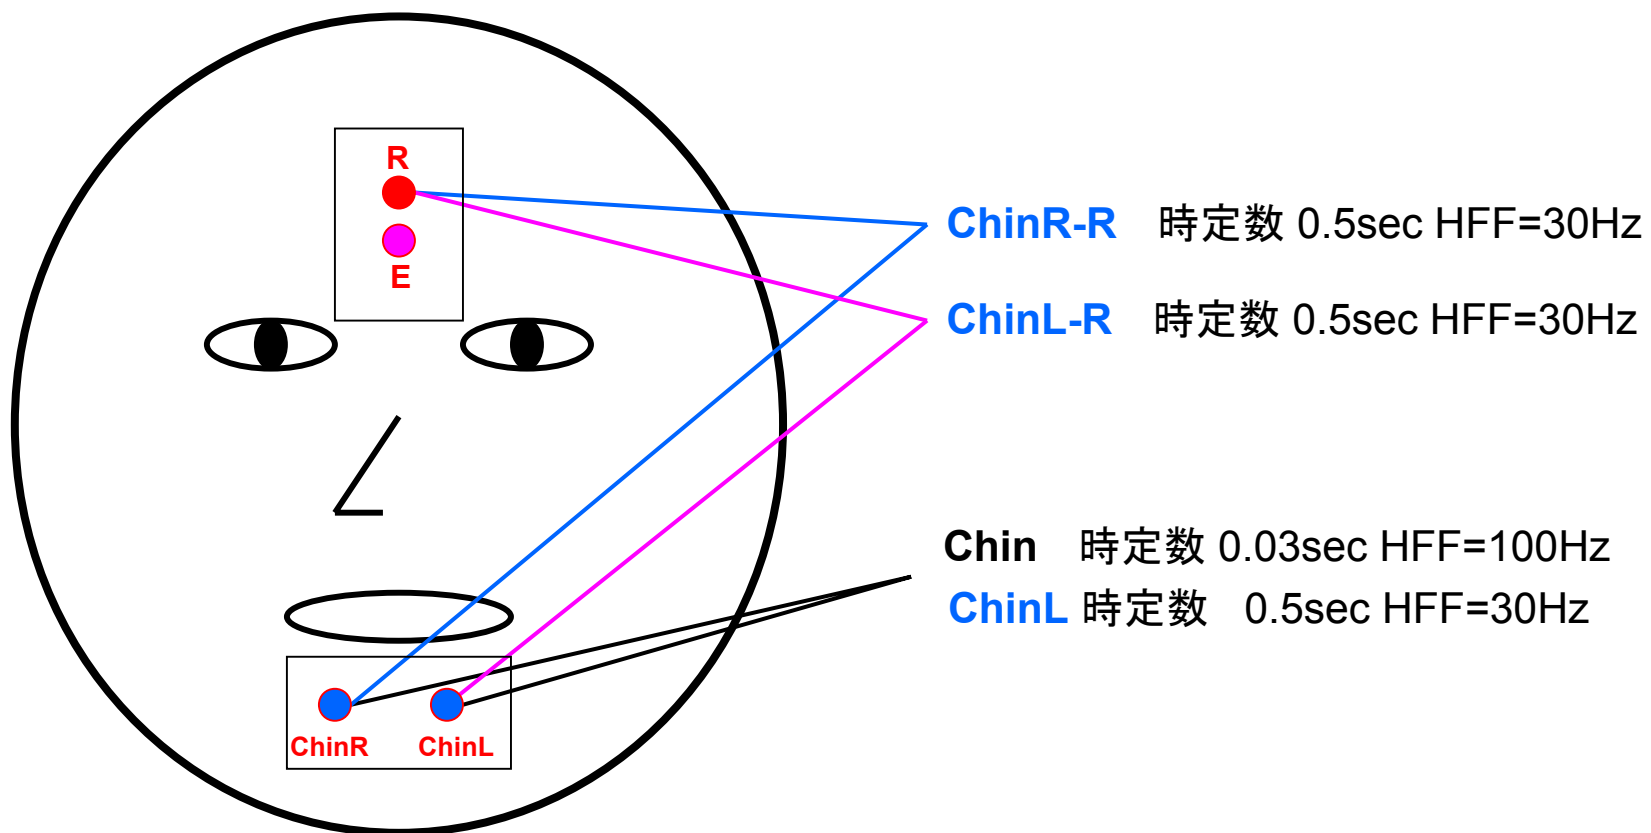 R
E
ChinR-R 時定数 0.5sec HFF=30Hz
ChinL-R 時定数 0.5sec HFF=30Hz
Chin 時定数 0.03sec HFF=100Hz
ChinL 時定数 0.5sec HFF=30Hz
ChinR ChinL